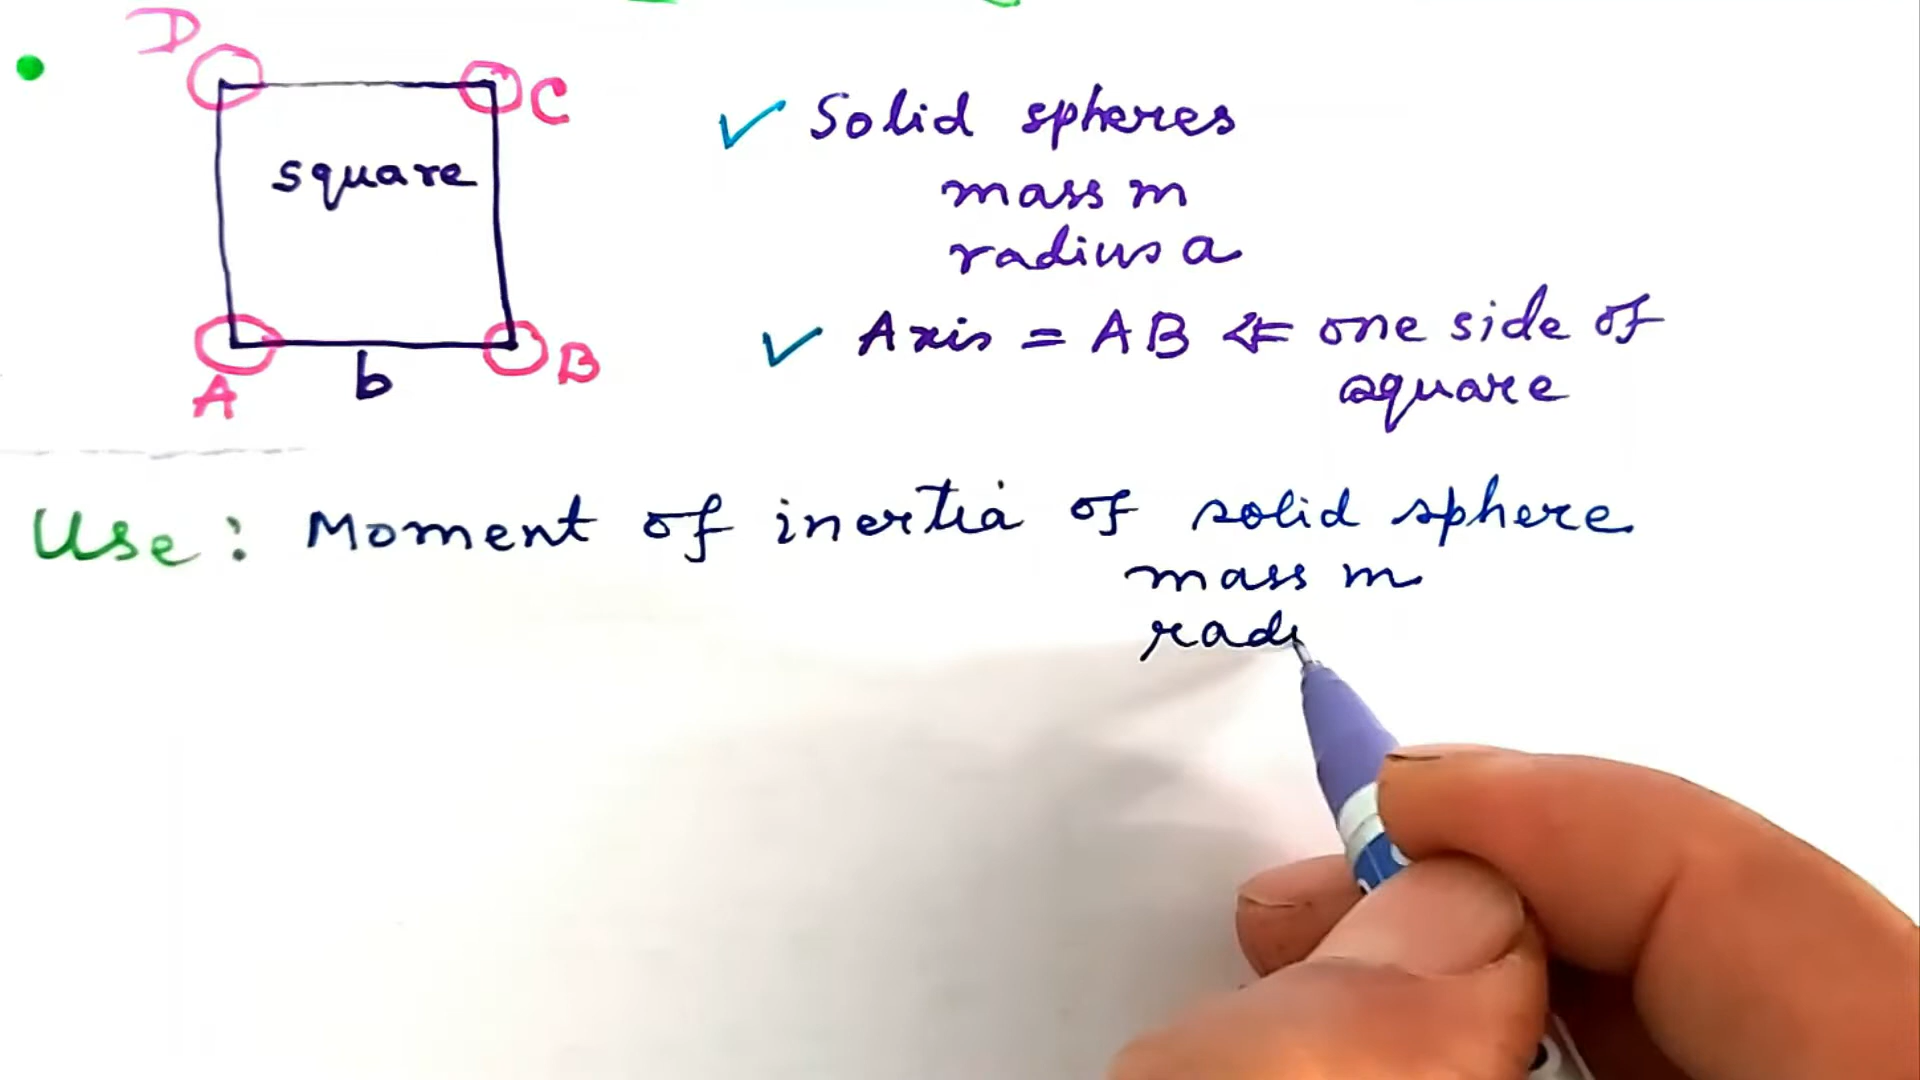 D
C
square
A
b
B
✓ Solid spheres
mass m
radius a
✓ Axis = AB ⇐ one side of
square
Use: Moment of inertia of solid sphere
mass m
radi